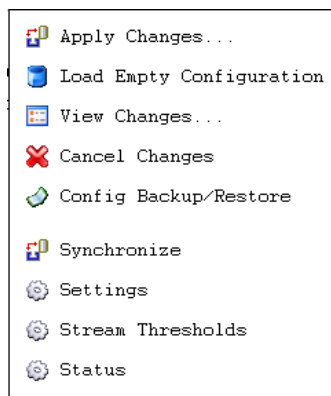 Apply Changes...
Load Empty Configuration
View Changes...
Cancel Changes
Config Backup/Restore
Synchronize
Settings
Stream Thresholds
Status